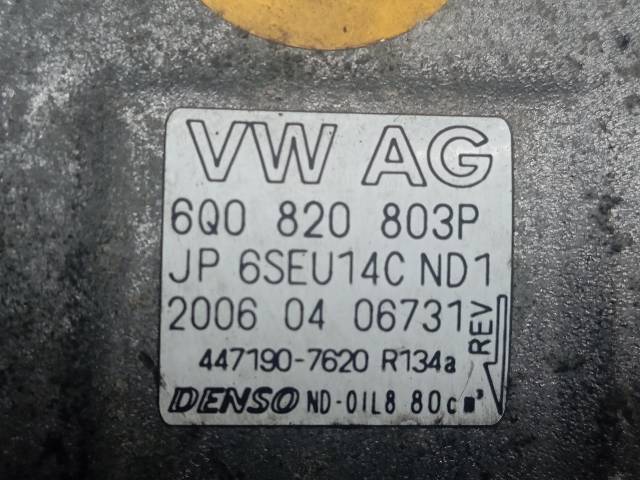 VW AG
6Q0 820 803P
JP 6SEU14C ND1
2006 04 06731
REV
447190-7620 R134a
DENSO ND-OIL8 80cm³